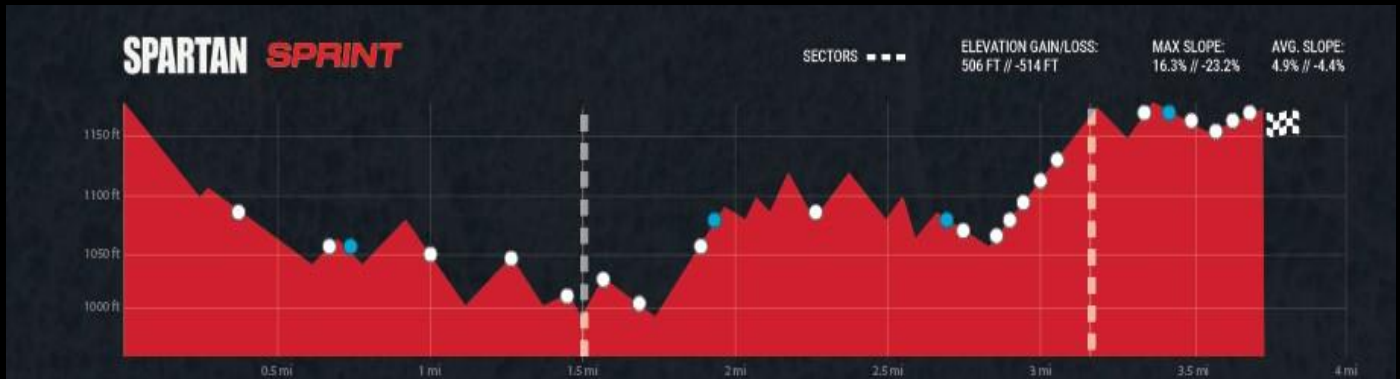 SPARTAN SPRINT
SECTORS
ELEVATION GAIN/LOSS:
506 FT // -514 FT
MAX SLOPE:
16.3% // -23.2%
AVG. SLOPE:
4.9% // -4.4%
1150 ft
1100 ft
1050 ft
1000 ft
0.5 mi
1 mi
1.5 mi
2 mi
2.5 mi
3 mi
3.5 mi
4 mi